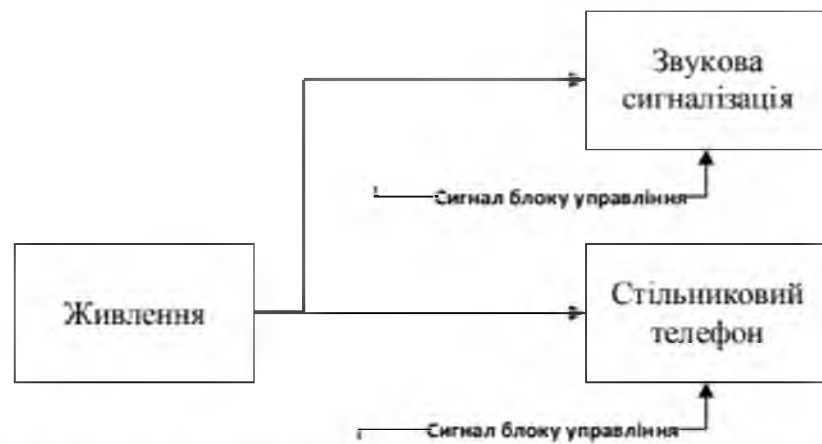 Звукова
сигналізація
Сигнал блоку управління
Живлення
Стільниковий
телефон
Сигнал блоку управління